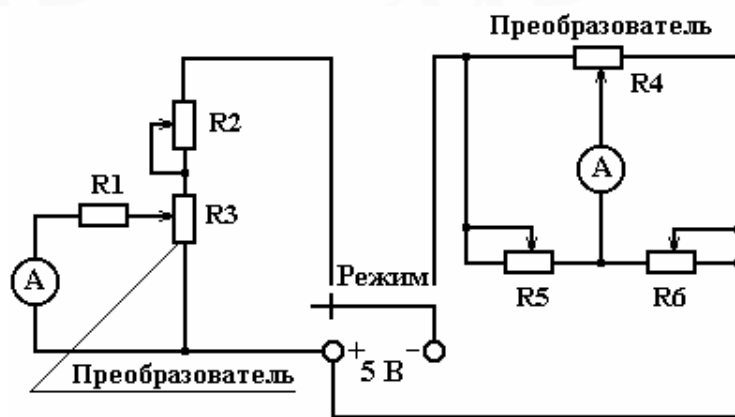 Преобразователь
R4
R2
R1
R3
А
А
Режим
R5
R6
+
−
5 В
Преобразователь